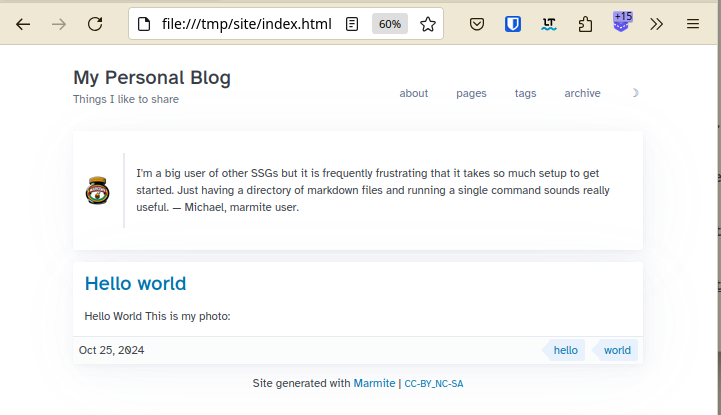 file:///tmp/site/index.html
60%
LT
+15
My Personal Blog
Things I like to share
about pages tags archive
I'm a big user of other SSGs but it is frequently frustrating that it takes so much setup to get
started. Just having a directory of markdown files and running a single command sounds really
useful. — Michael, marmite user.
Hello world
Hello World This is my photo:
Oct 25, 2024
hello world
Site generated with Marmite | CC-BY_NC-SA